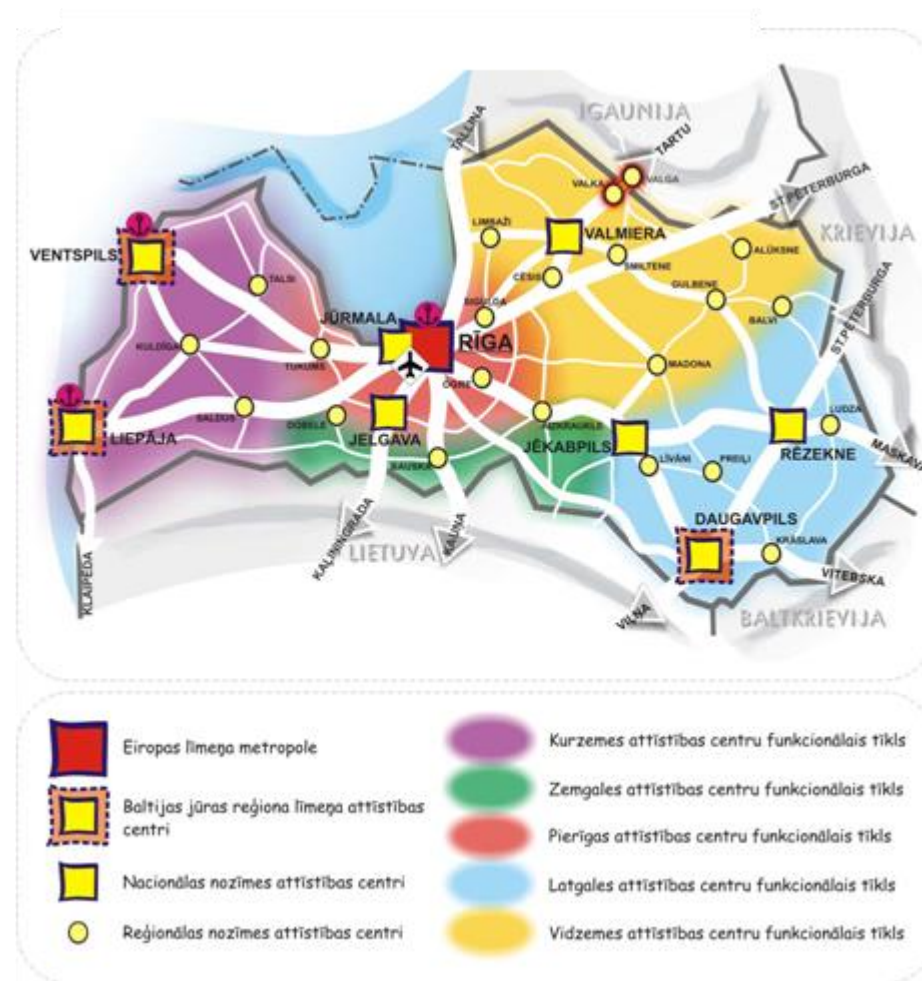 IGAUNIJA
TALLINA
TARTU
VALKA
VALGA
ST.PĒTERBURGA
LIMBAŽI
VALMIERA
KRIEVIJA
VENTSPILS
SMILTENE
ALŪKSNE
CĒSIS
TALSI
GULBENE
SIGULDA
BALVI
ST.PĒTERBURGA
JŪRMALA
RĪGA
KULDĪGA
TUKUMS
MADONA
OGRE
SALDUS
DOBELE
AIZKRAUKLE
LUDZA
LIEPĀJA
JELGAVA
JĒKABPILS
RĒZEKNE
MASKAVA
BAUSKA
LĪVĀNI
PREIĻI
DAUGAVPILS
KAĻIŅINGRADA
LIETUVA
KAUŅA
KRĀSLAVA
KLAIPĒDA
VITEBSKA
VIĻŅA
BALTKRIEVIJA
Eiropas līmeņa metropole
Baltijas jūras reģiona līmeņa attīstības
centri
Nacionālas nozīmes attīstības centri
Reģionālas nozīmes attīstības centri
Kurzemes attīstības centru funkcionālais tīkls
Zemgales attīstības centru funkcionālais tīkls
Pierīgas attīstības centru funkcionālais tīkls
Latgales attīstības centru funkcionālais tīkls
Vidzemes attīstības centru funkcionālais tīkls